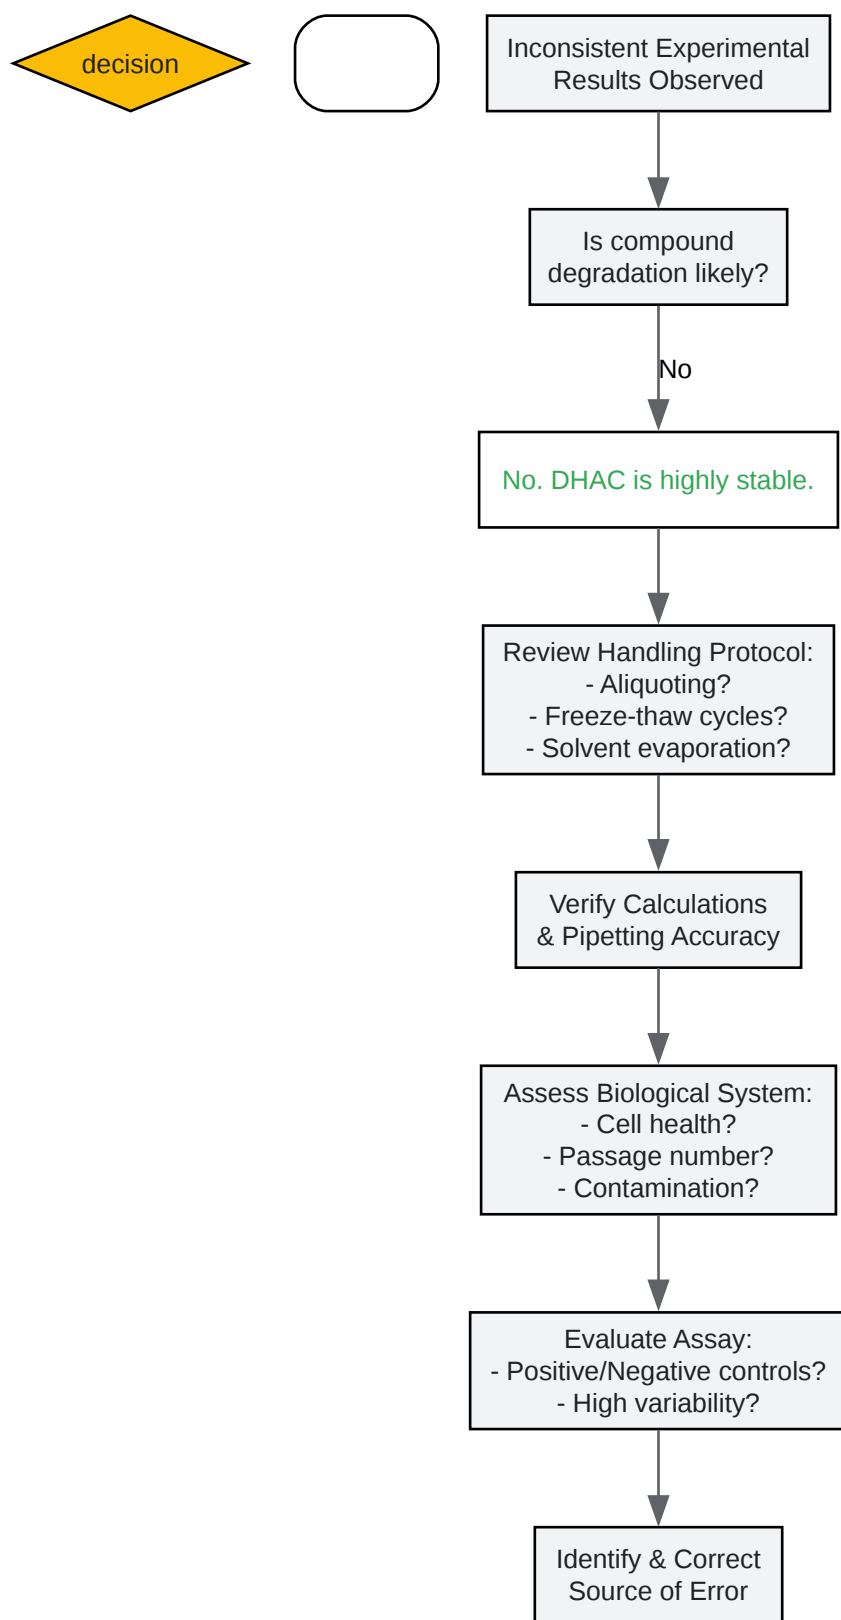 decision
Inconsistent Experimental
Results Observed
Is compound
degradation likely?
No
No. DHAC is highly stable.
Review Handling Protocol:
- Aliquoting?
- Freeze-thaw cycles?
- Solvent evaporation?
Verify Calculations
& Pipetting Accuracy
Assess Biological System:
- Cell health?
- Passage number?
- Contamination?
Evaluate Assay:
- Positive/Negative controls?
- High variability?
Identify & Correct
Source of Error